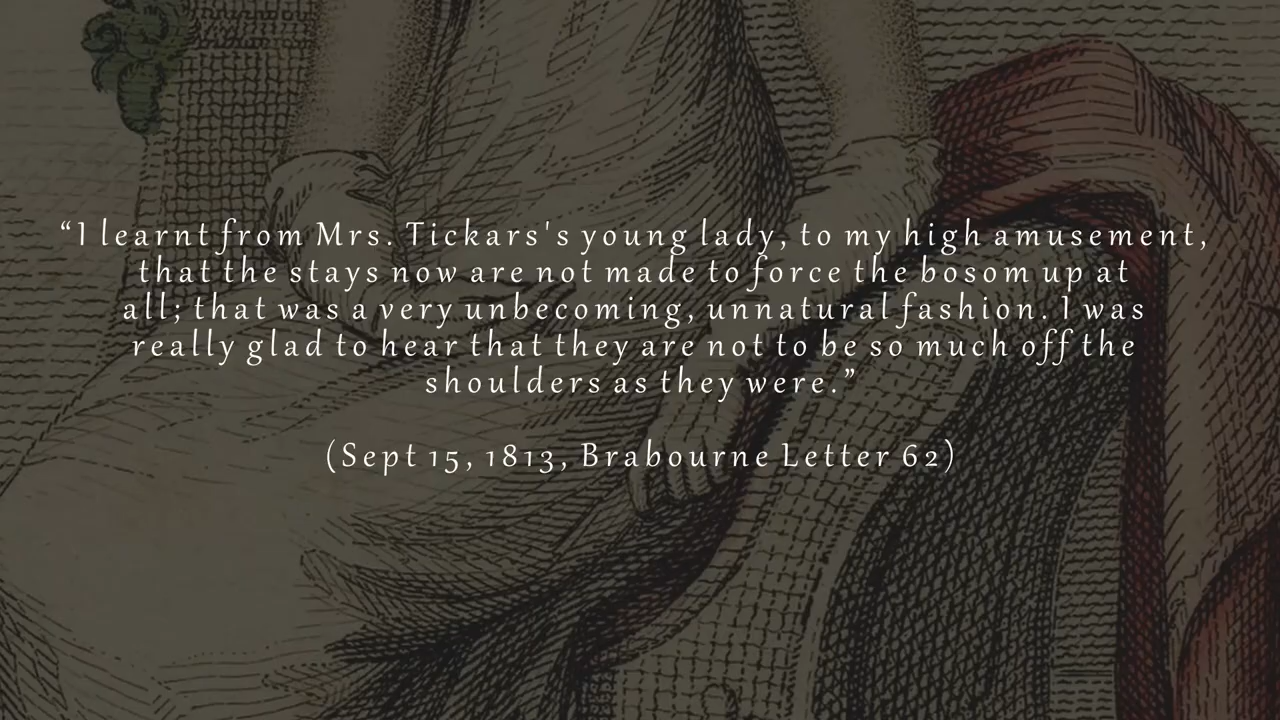 “I learnt from Mrs. Tickars's young lady, to my high amusement,
that the stays now are not made to force the bosom up at
all; that was a very unbecoming, unnatural fashion. I was
really glad to hear that they are not to be so much off the
shoulders as they were.”
(Sept 15, 1813, Brabourne Letter 62)